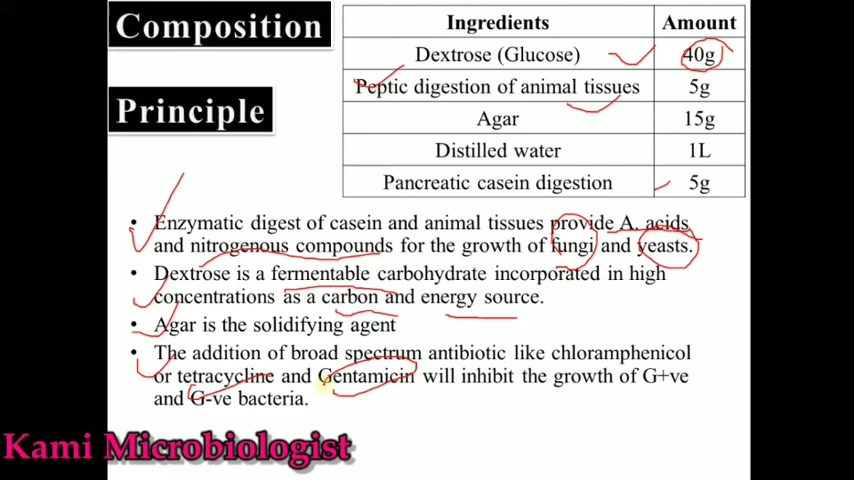 Composition
Ingredients Amount
Dextrose (Glucose) 40g
Peptic digestion of animal tissues 5g
Agar 15g
Distilled water 1L
Pancreatic casein digestion 5g
Principle
• Enzymatic digest of casein and animal tissues provide A. acids
and nitrogenous compounds for the growth of fungi and yeasts.
• Dextrose is a fermentable carbohydrate incorporated in high
concentrations as a carbon and energy source.
• Agar is the solidifying agent
• The addition of broad spectrum antibiotic like chloramphenicol
or tetracycline and Gentamicin will inhibit the growth of G+ve
and G-ve bacteria.
Kami Microbiologist